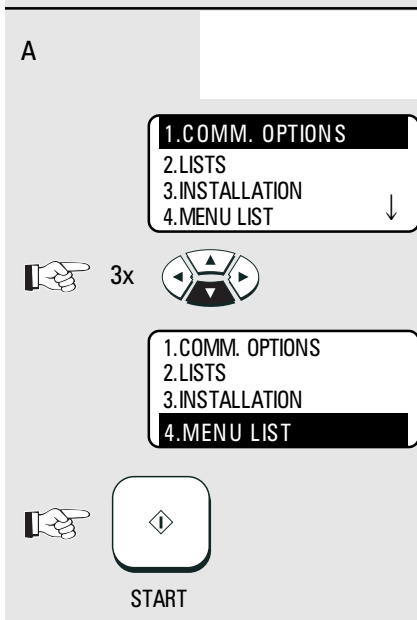 A
1.COMM. OPTIONS
2.LISTS
3.INSTALLATION
4.MENU LIST ↓
3x
1.COMM. OPTIONS
2.LISTS
3.INSTALLATION
4.MENU LIST
START